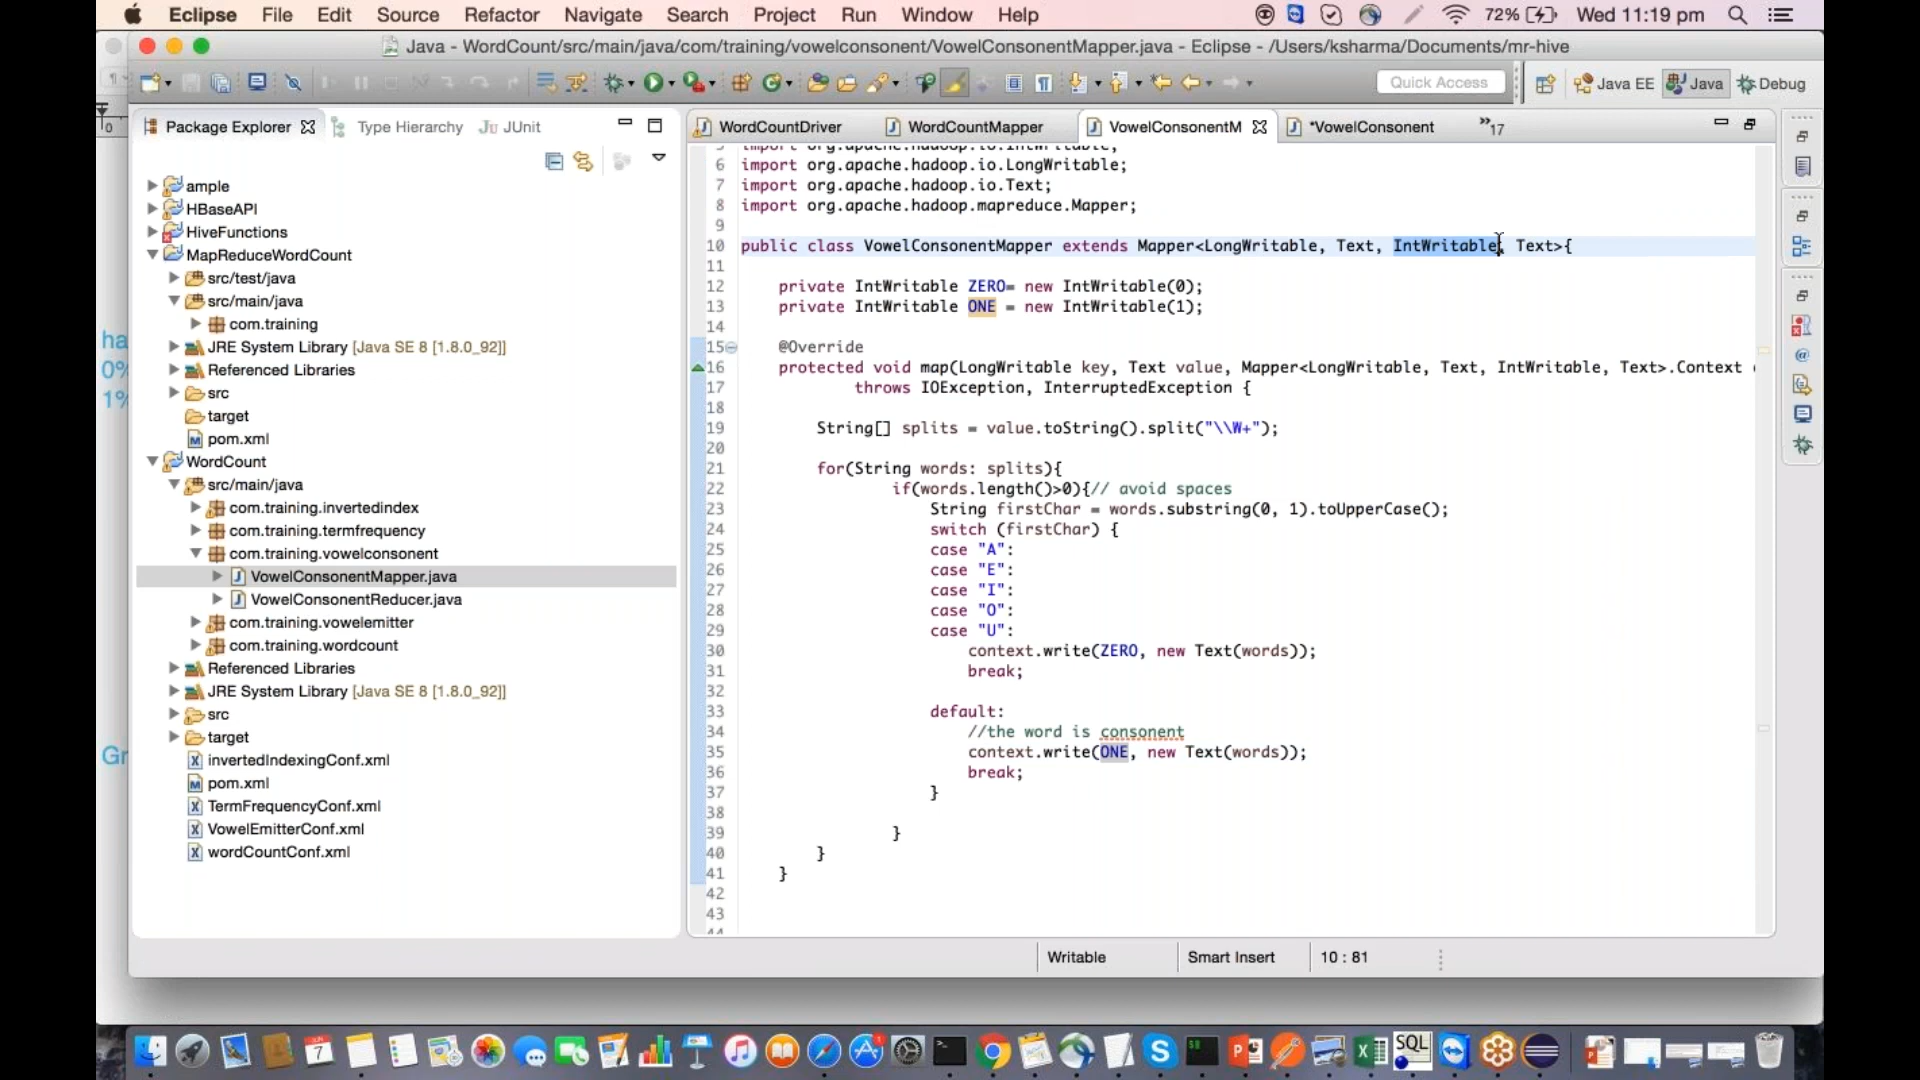 Eclipse File Edit Source Refactor Navigate Search Project Run Window Help 72% Wed 11:19 pm
Java - WordCount/src/main/java/com/training/vowelconsonent/VowelConsonentMapper.java - Eclipse - /Users/ksharma/Documents/mr-hive
Quick Access Java EE Java Debug
Package Explorer Type Hierarchy JUnit
WordCountDriver WordCountMapper VowelConsonentM *VowelConsonent »17
ample
HBaseAPI
HiveFunctions
MapReduceWordCount
src/test/java
src/main/java
com.training
JRE System Library [Java SE 8 [1.8.0_92]]
Referenced Libraries
src
target
pom.xml
WordCount
src/main/java
com.training.invertedindex
com.training.termfrequency
com.training.vowelconsonent
VowelConsonentMapper.java
VowelConsonentReducer.java
com.training.vowelemitter
com.training.wordcount
Referenced Libraries
JRE System Library [Java SE 8 [1.8.0_92]]
src
target
invertedIndexingConf.xml
pom.xml
TermFrequencyConf.xml
VowelEmitterConf.xml
wordCountConf.xml
ha
0%
1%
Gr
5 import org.apache.hadoop.io.IntWritable;
6 import org.apache.hadoop.io.LongWritable;
7 import org.apache.hadoop.io.Text;
8 import org.apache.hadoop.mapreduce.Mapper;
9
10 public class VowelConsonentMapper extends Mapper<LongWritable, Text, IntWritable, Text>{
11
12 private IntWritable ZERO= new IntWritable(0);
13 private IntWritable ONE = new IntWritable(1);
14
15 @Override
16 protected void map(LongWritable key, Text value, Mapper<LongWritable, Text, IntWritable, Text>.Context
17 throws IOException, InterruptedException {
18
19 String[] splits = value.toString().split("\\W+");
20
21 for(String words: splits){
22 if(words.length()>0){// avoid spaces
23 String firstChar = words.substring(0, 1).toUpperCase();
24 switch (firstChar) {
25 case "A":
26 case "E":
27 case "I":
28 case "O":
29 case "U":
30 context.write(ZERO, new Text(words));
31 break;
32
33 default:
34 //the word is consonent
35 context.write(ONE, new Text(words));
36 break;
37 }
38
39 }
40 }
41 }
42
43
44
Writable Smart Insert 10 : 81
7 SQL